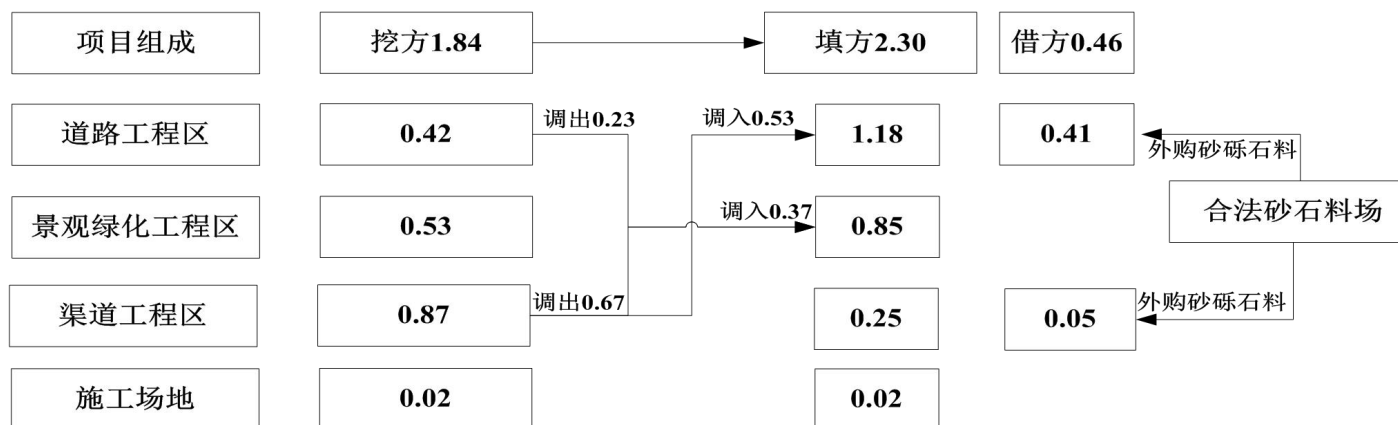 项目组成
挖方1.84
填方2.30
借方0.46
道路工程区
0.42
调出0.23
调入0.53
1.18
0.41
外购砂砾石料
景观绿化工程区
0.53
调入0.37
0.85
合法砂石料场
渠道工程区
0.87
调出0.67
0.25
0.05
外购砂砾石料
施工场地
0.02
0.02